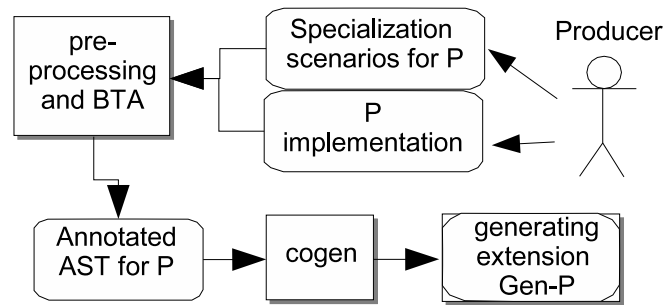 pre-
processing
and BTA
Specialization
scenarios for P
Producer
P
implementation
Annotated
AST for P
cogen
generating
extension
Gen-P